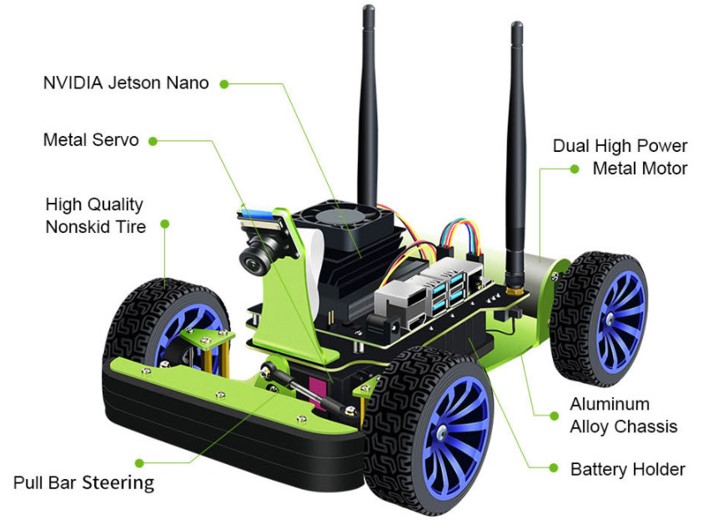 NVIDIA Jetson Nano
Metal Servo
High Quality
Nonskid Tire
Dual High Power
Metal Motor
Aluminum
Alloy Chassis
Battery Holder
Pull Bar Steering